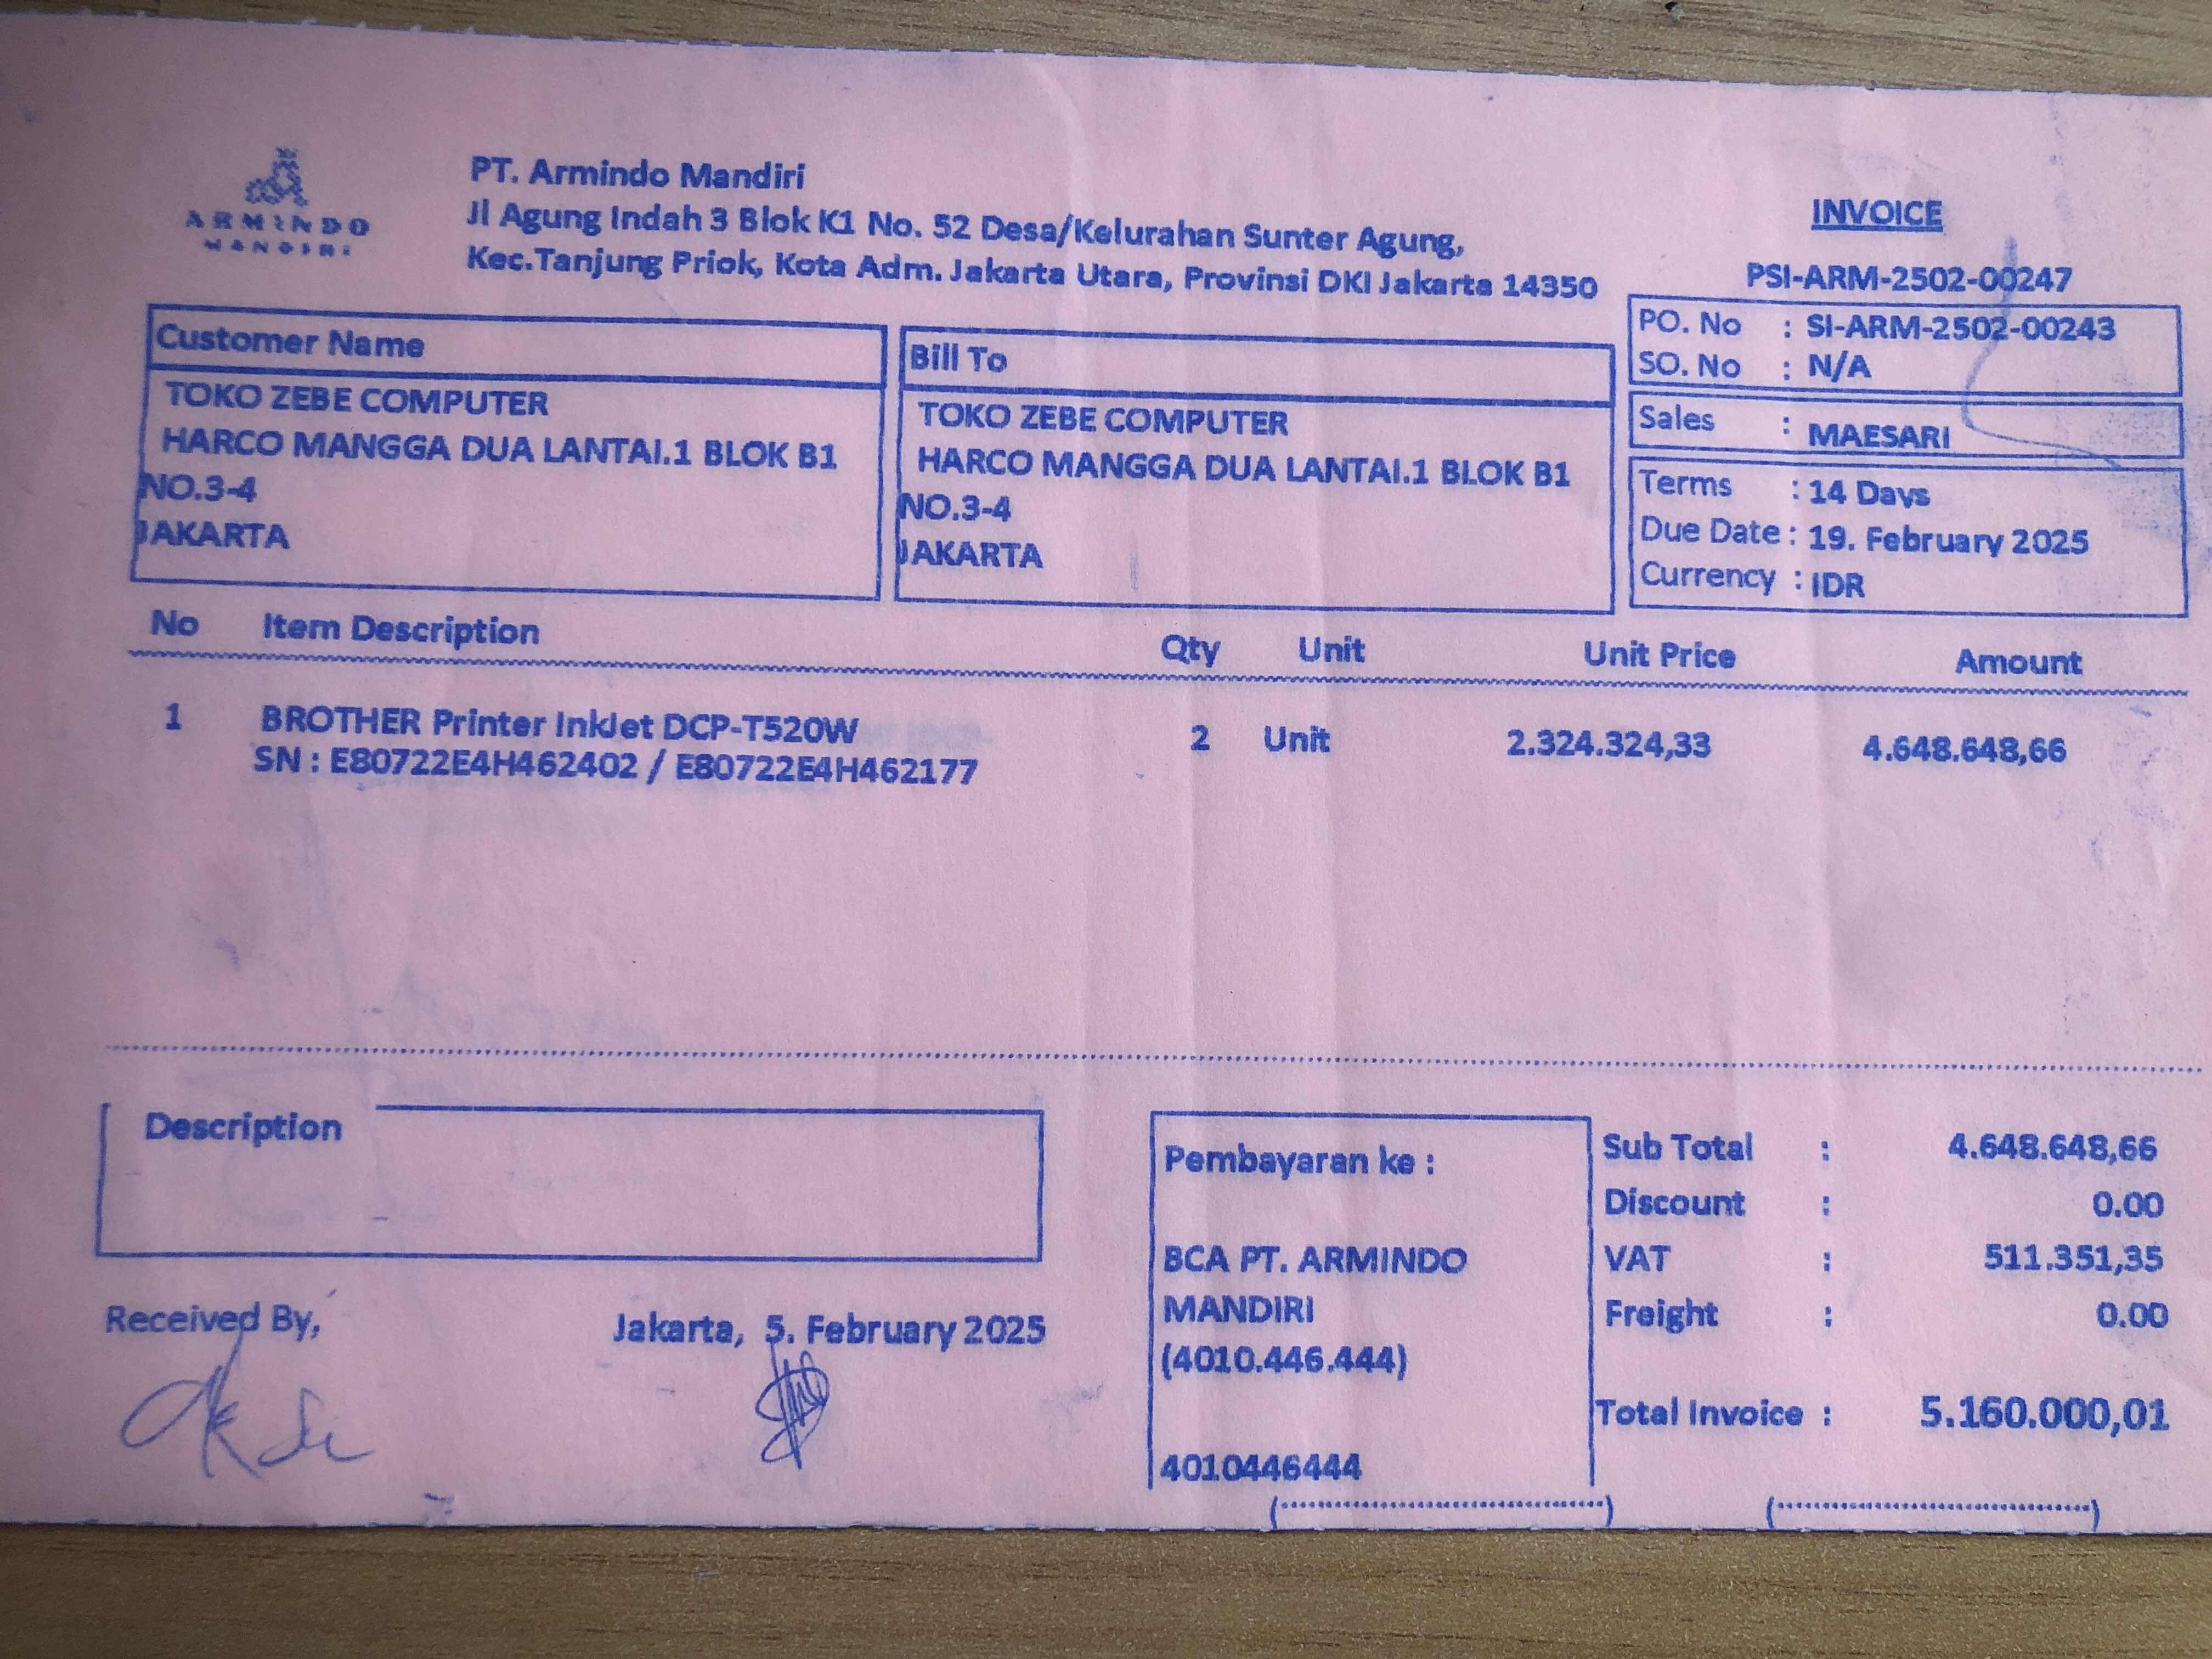 ARMINDO
MANDIRI
PT. Armindo Mandiri
Jl Agung Indah 3 Blok K1 No. 52 Desa/Kelurahan Sunter Agung,
Kec.Tanjung Priok, Kota Adm. Jakarta Utara, Provinsi DKI Jakarta 14350
INVOICE
PSI-ARM-2502-00247
PO. No : SI-ARM-2502-00243
SO. No : N/A
Sales : MAESARI
Terms : 14 Days
Due Date : 19. February 2025
Currency : IDR
Customer Name
TOKO ZEBE COMPUTER
HARCO MANGGA DUA LANTAI.1 BLOK B1
NO.3-4
JAKARTA
Bill To
TOKO ZEBE COMPUTER
HARCO MANGGA DUA LANTAI.1 BLOK B1
NO.3-4
JAKARTA
No Item Description Qty Unit Unit Price Amount
1 BROTHER Printer InkJet DCP-T520W 2 Unit 2.324.324,33 4.648.648,66
SN : E80722E4H462402 / E80722E4H462177
Description
Received By,
Jakarta, 5. February 2025
Pembayaran ke :
BCA PT. ARMINDO
MANDIRI
(4010.446.444)
4010446444
Sub Total : 4.648.648,66
Discount : 0.00
VAT : 511.351,35
Freight : 0.00
Total Invoice : 5.160.000,01